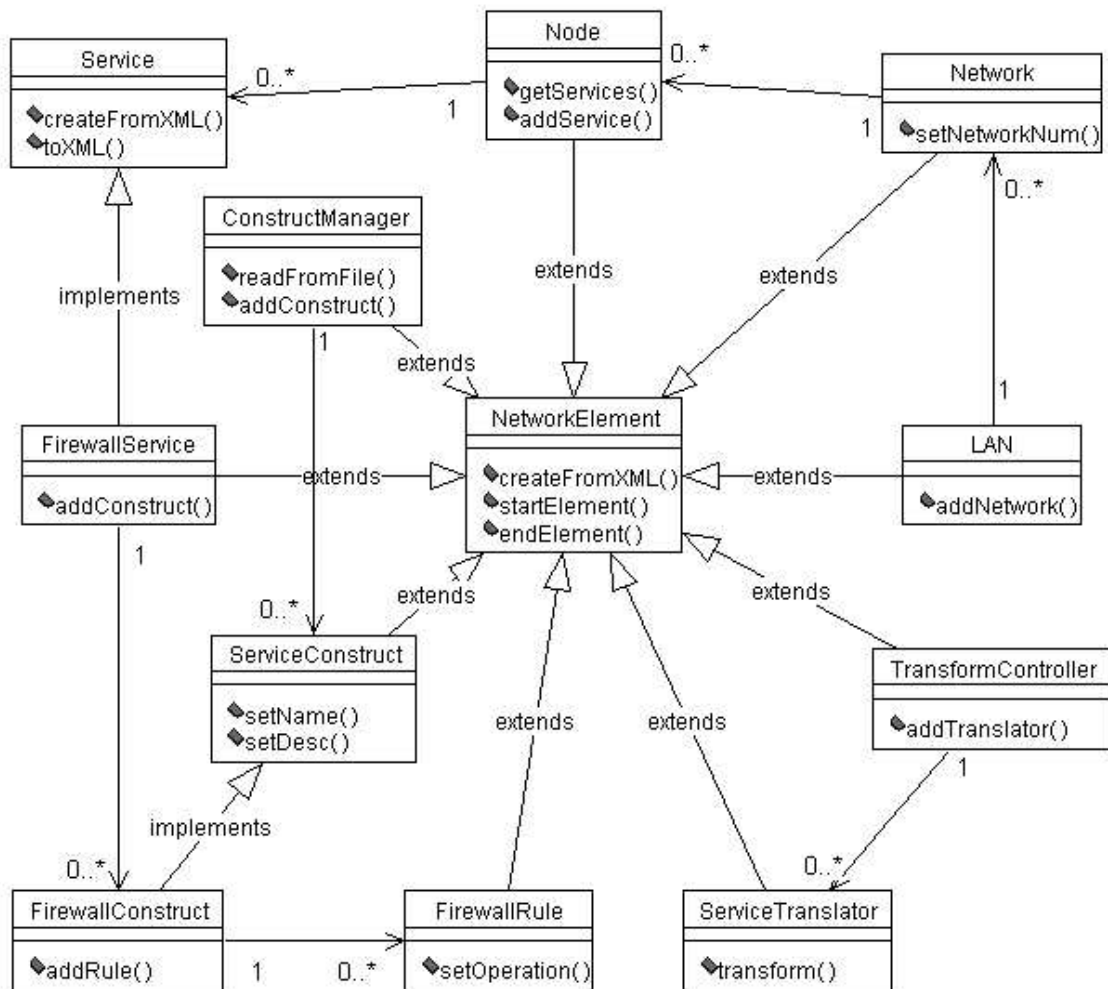 Node
getServices()
addService()
Service
createFromXML()
toXML()
0..*
1
0..*
1
Network
setNetworkNum()
0..*
1
ConstructManager
readFromFile()
addConstruct()
implements
extends
extends
extends
1
NetworkElement
createFromXML()
startElement()
endElement()
FirewallService
addConstruct()
extends
extends
LAN
addNetwork()
1
0..*
extends
extends
ServiceConstruct
setName()
setDesc()
TransformController
addTranslator()
extends
extends
1
implements
0..*
0..*
FirewallConstruct
addRule()
1
0..*
FirewallRule
setOperation()
ServiceTranslator
transform()